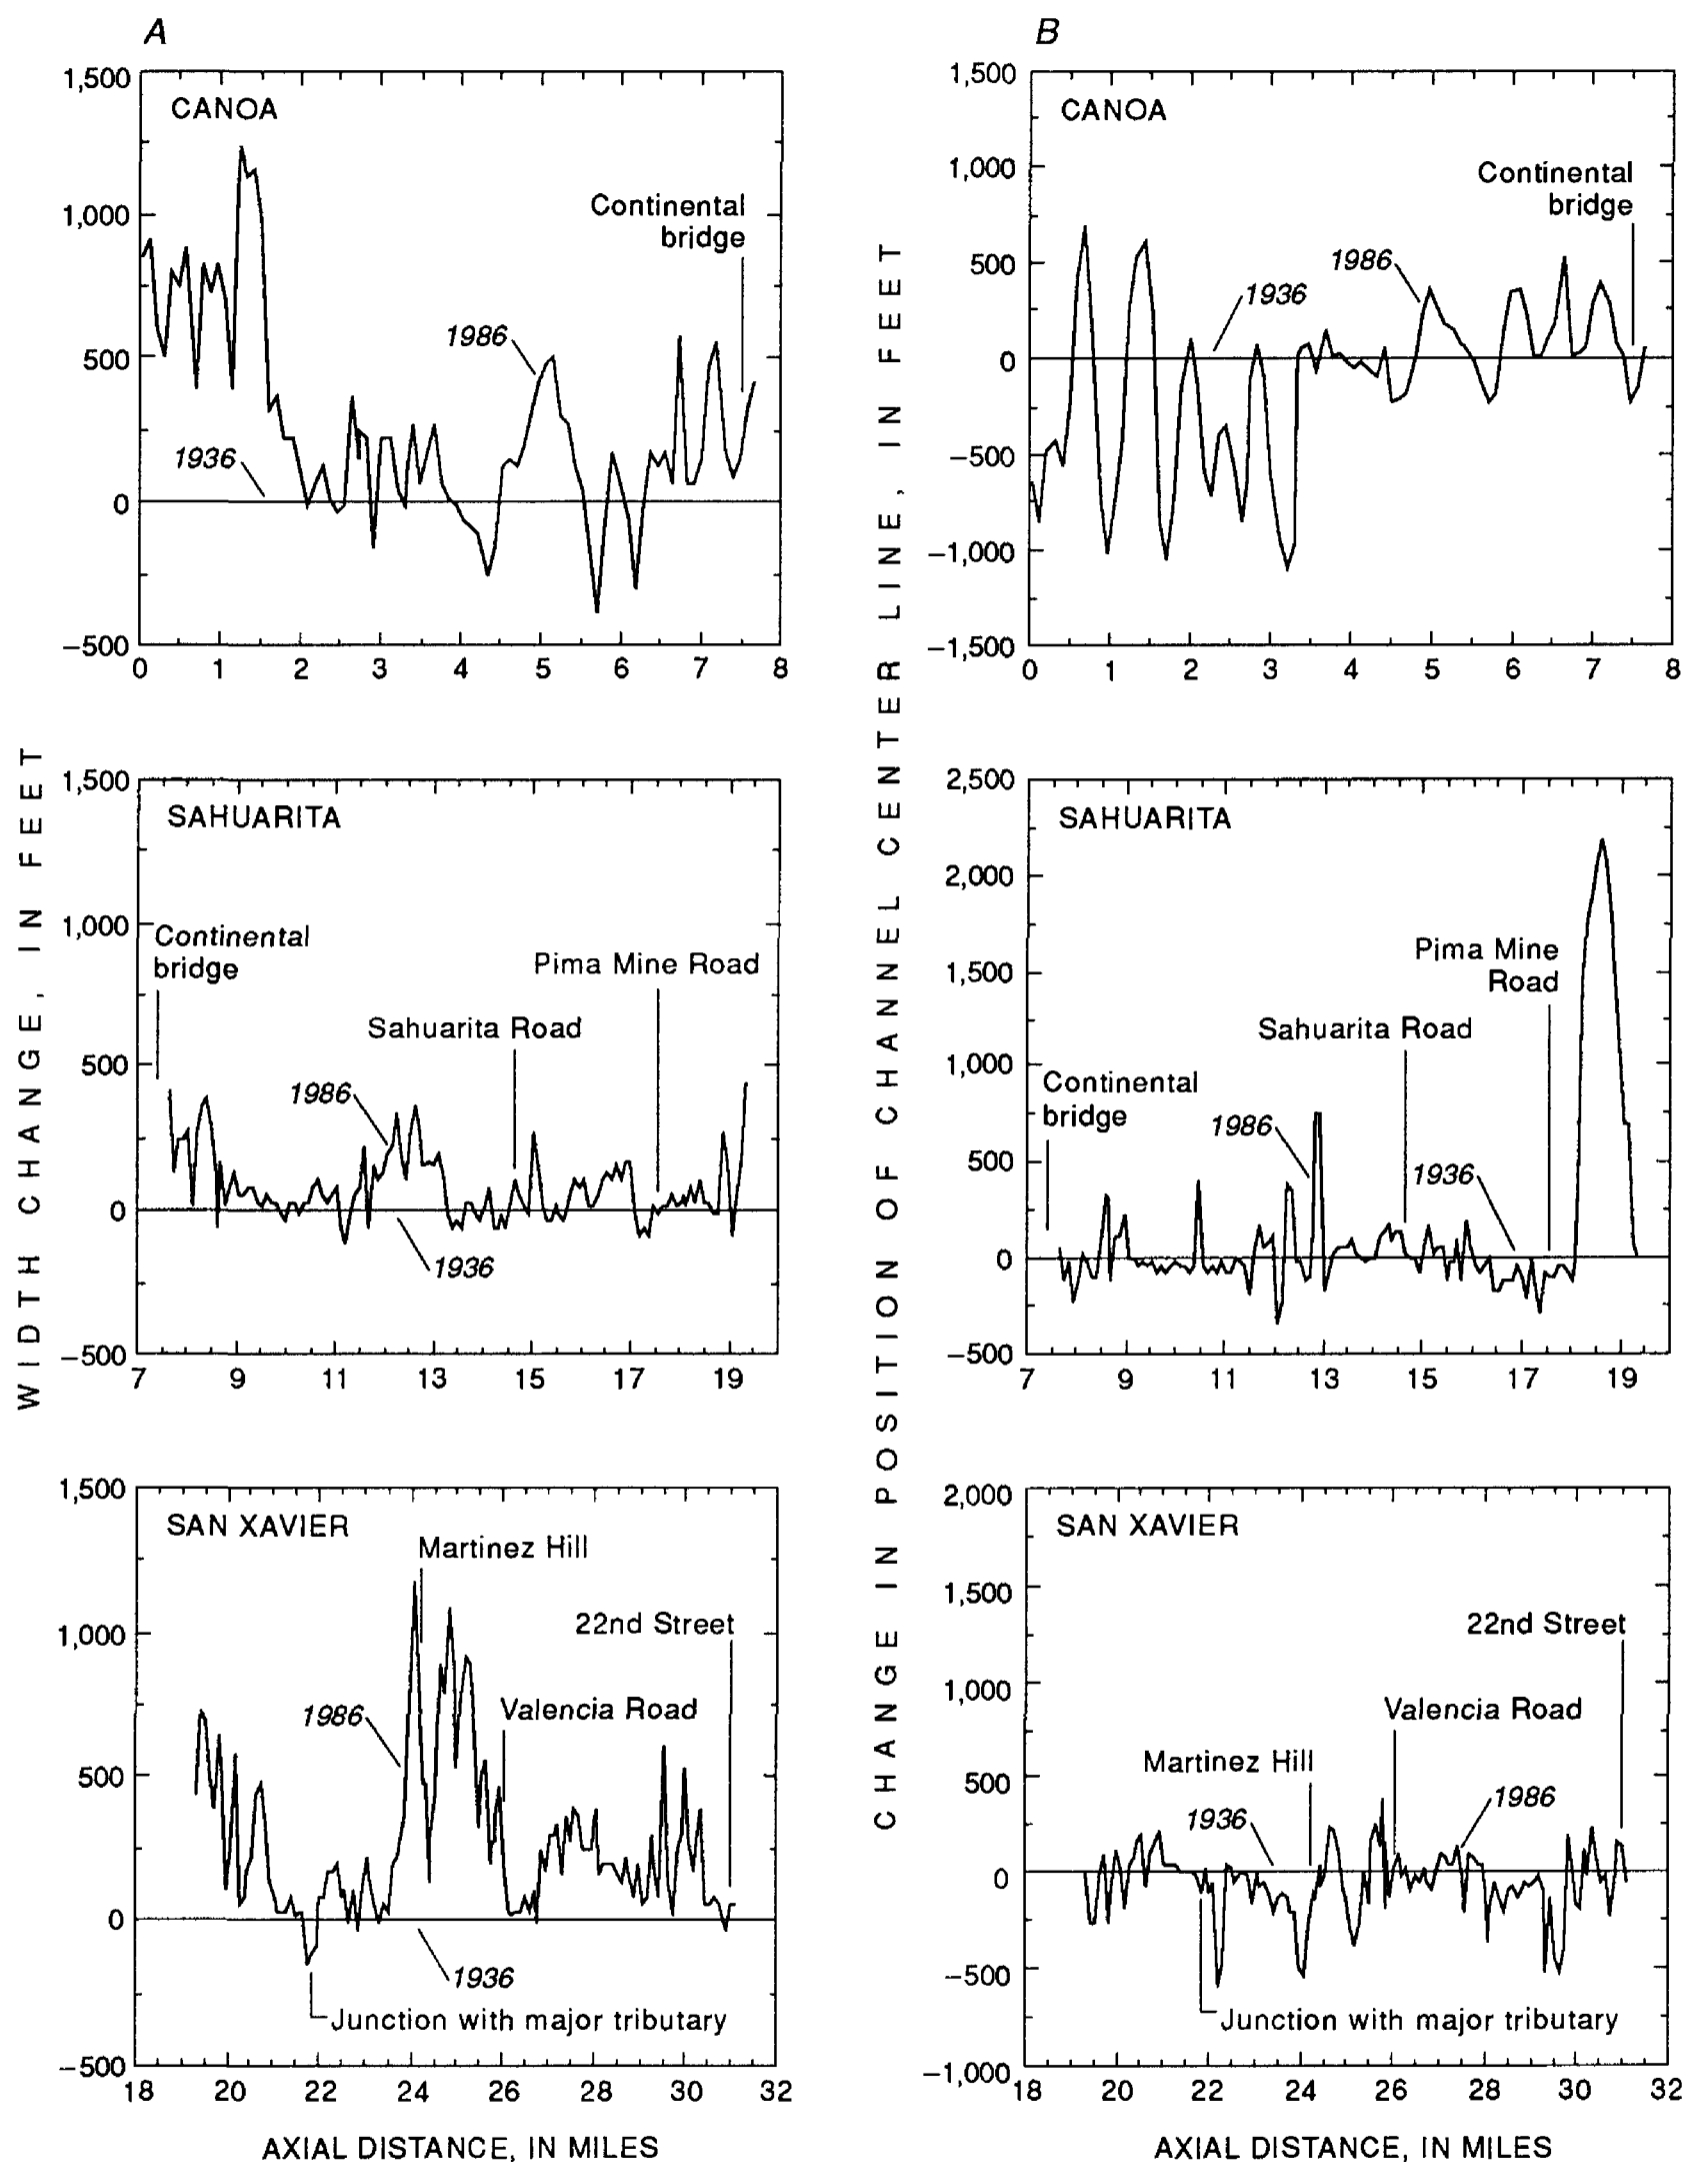 A
WIDTH CHANGE, IN FEET
1,500
1,000
500
0
−500
CANOA
Continental
bridge
1986
1936
0 1 2 3 4 5 6 7 8
1,500
1,000
500
0
−500
SAHUARITA
Continental
bridge
Pima Mine Road
Sahuarita Road
1986
1936
7 9 11 13 15 17 19
1,500
1,000
500
0
−500
SAN XAVIER
Martinez Hill
22nd Street
1986
Valencia Road
1936
Junction with major tributary
18 20 22 24 26 28 30 32
AXIAL DISTANCE, IN MILES
B
CHANGE IN POSITION OF CHANNEL CENTER LINE, IN FEET
1,500
1,000
500
0
−500
−1,000
−1,500
CANOA
Continental
bridge
1986
1936
0 1 2 3 4 5 6 7 8
2,500
2,000
1,500
1,000
500
0
−500
SAHUARITA
Pima Mine
Road
Sahuarita Road
Continental
bridge
1986
1936
7 9 11 13 15 17 19
2,000
1,500
1,000
500
0
−500
−1,000
SAN XAVIER
22nd Street
Valencia Road
Martinez Hill
1986
1936
Junction with major tributary
18 20 22 24 26 28 30 32
AXIAL DISTANCE, IN MILES